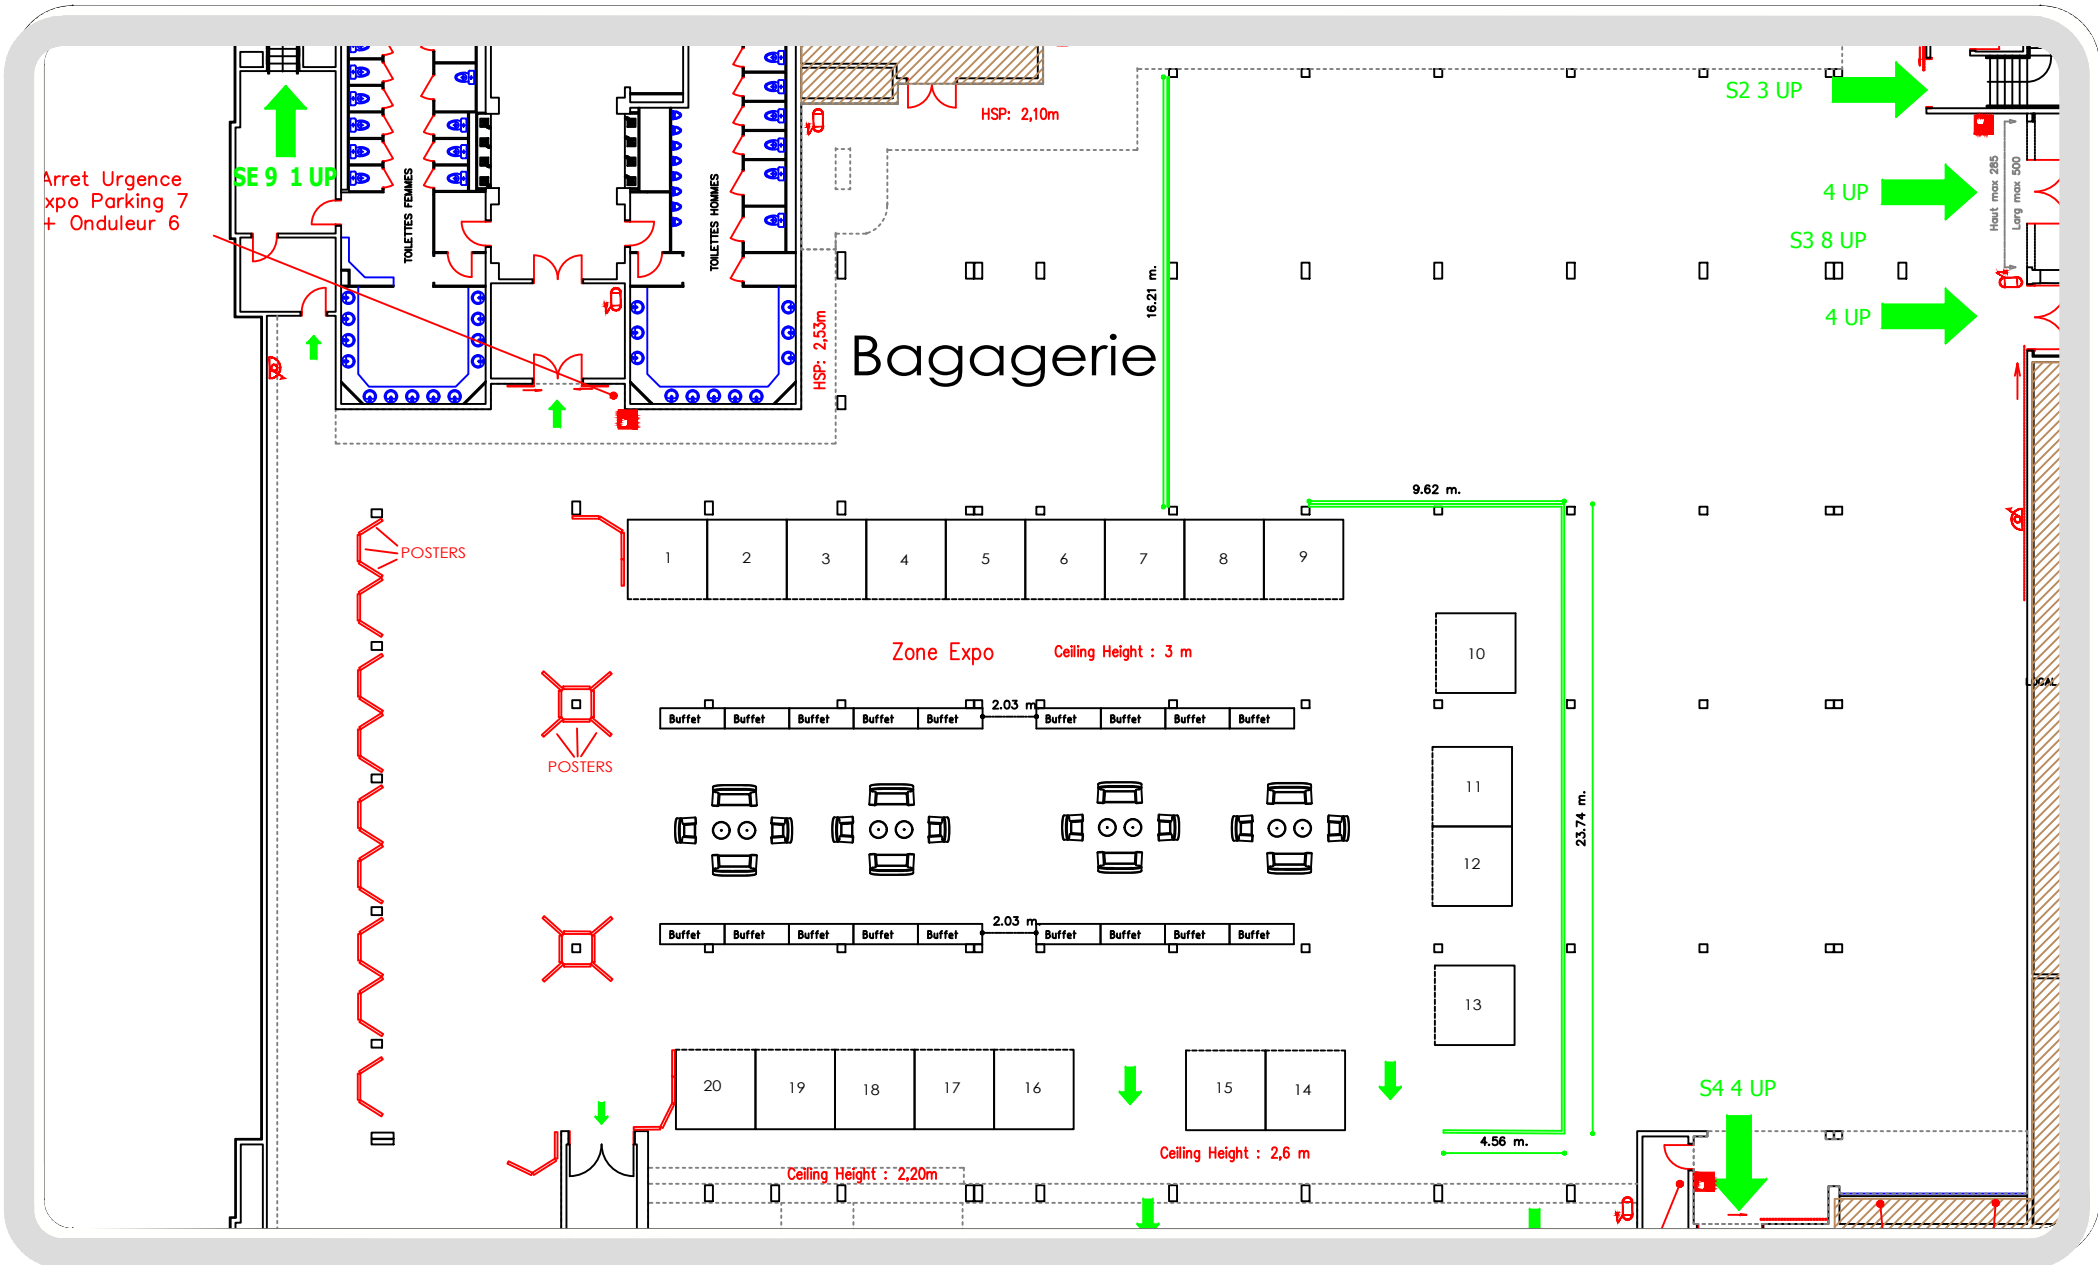 S2 3 UP
HSP: 2,10m
SE 9 1 UP
Arret Urgence
xpo Parking 7
+ Onduleur 6
TOILETTES FEMMES
TOILETTES HOMMES
4 UP
Haut max 285
Larg max 500
S3 8 UP
16.21 m.
4 UP
HSP: 2,53m
Bagagerie
9.62 m.
POSTERS
1 2 3 4 5 6 7 8 9
Zone Expo
Ceiling Height : 3 m
10
LOCAL
2.03 m
Buffet Buffet Buffet Buffet Buffet Buffet Buffet Buffet Buffet
POSTERS
11
23.74 m.
12
2.03 m
Buffet Buffet Buffet Buffet Buffet Buffet Buffet Buffet Buffet
13
20 19 18 17 16 15 14
S4 4 UP
4.56 m.
Ceiling Height : 2,6 m
Ceiling Height : 2,20m